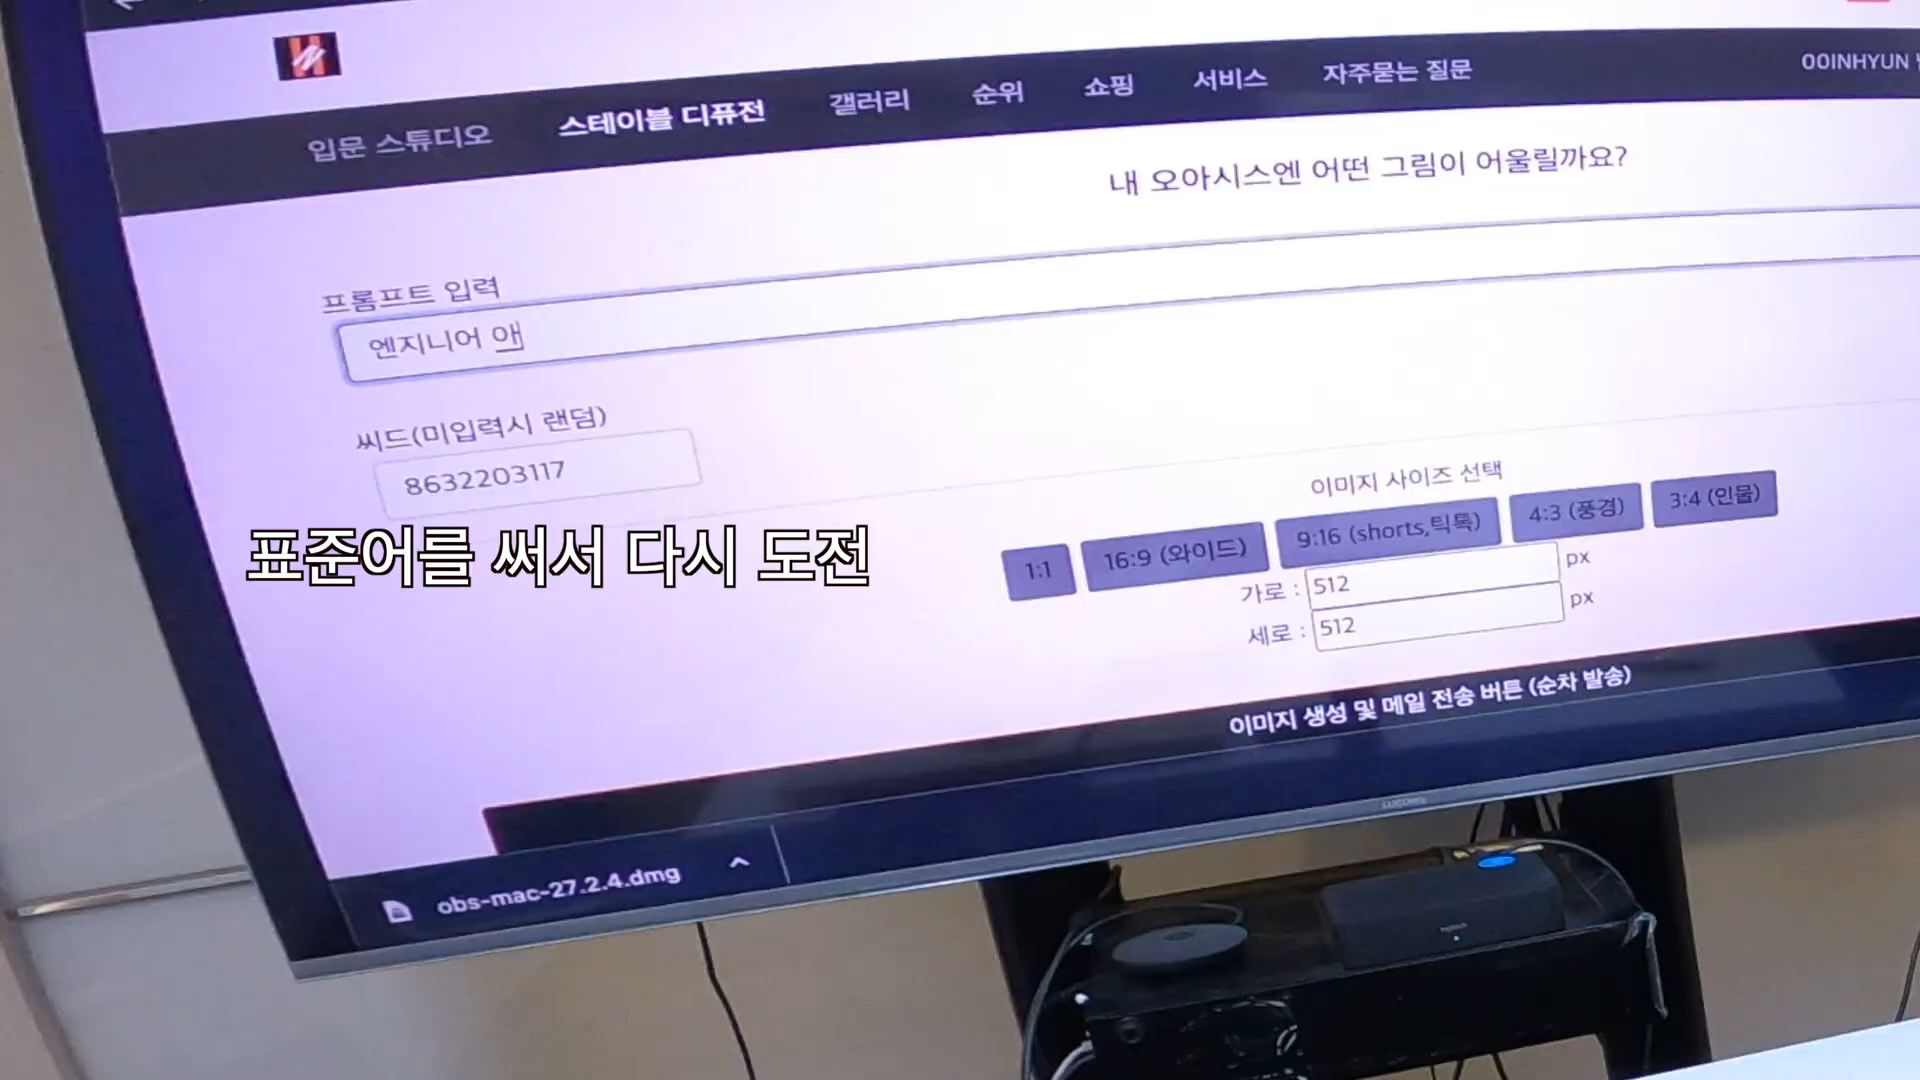 입문 스튜디오 스테이블 디퓨전 갤러리 순위 쇼핑 서비스 자주묻는 질문 OOINHYUN
내 오아시스엔 어떤 그림이 어울릴까요?
프롬프트 입력
엔지니어 애
씨드(미입력시 랜덤)
8632203117
이미지 사이즈 선택
1:1 16:9 (와이드) 9:16 (shorts,틱톡) 4:3 (풍경) 3:4 (인물)
가로 : 512 px
세로 : 512 px
표준어를 써서 다시 도전
이미지 생성 및 메일 전송 버튼 (순차 발송)
obs-mac-27.2.4.dmg